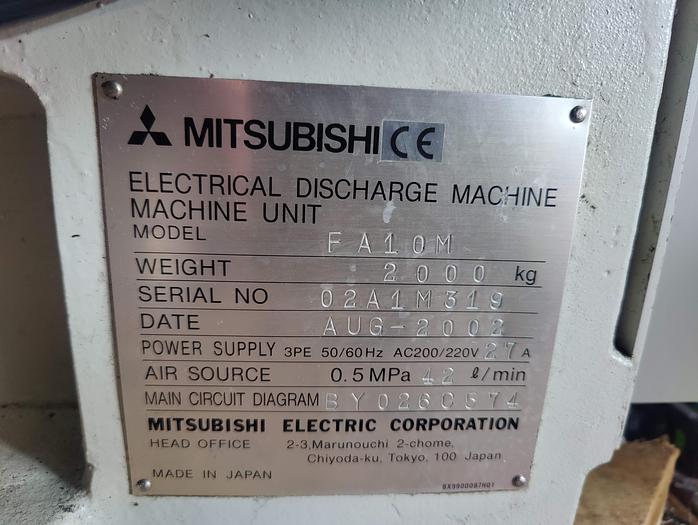 MITSUBISHI CE
ELECTRICAL DISCHARGE MACHINE
MACHINE UNIT
MODEL FA10M
WEIGHT 2000 kg
SERIAL NO 02A1M319
DATE AUG-2002
POWER SUPPLY 3PE 50/60Hz AC200/220V 27A
AIR SOURCE 0.5MPa 42 ℓ/min
MAIN CIRCUIT DIAGRAM BY026C574
MITSUBISHI ELECTRIC CORPORATION
HEAD OFFICE 2-3,Marunouchi 2-chome,
Chiyoda-ku, Tokyo, 100 Japan
MADE IN JAPAN